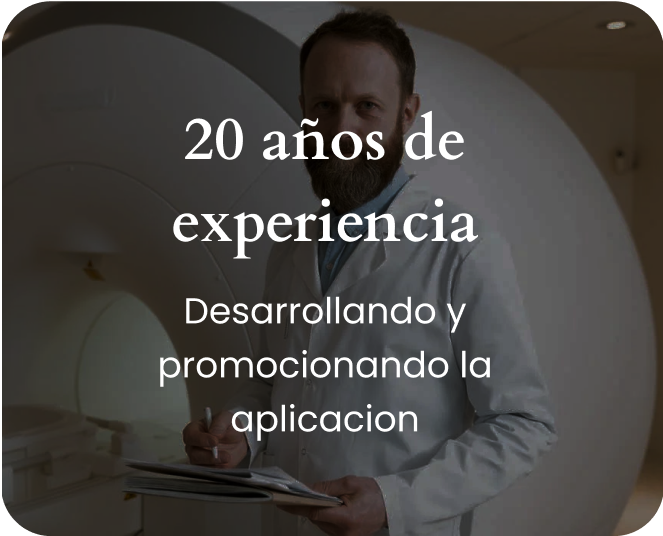 20 años de
experiencia
Desarrollando y
promocionando la
aplicacion